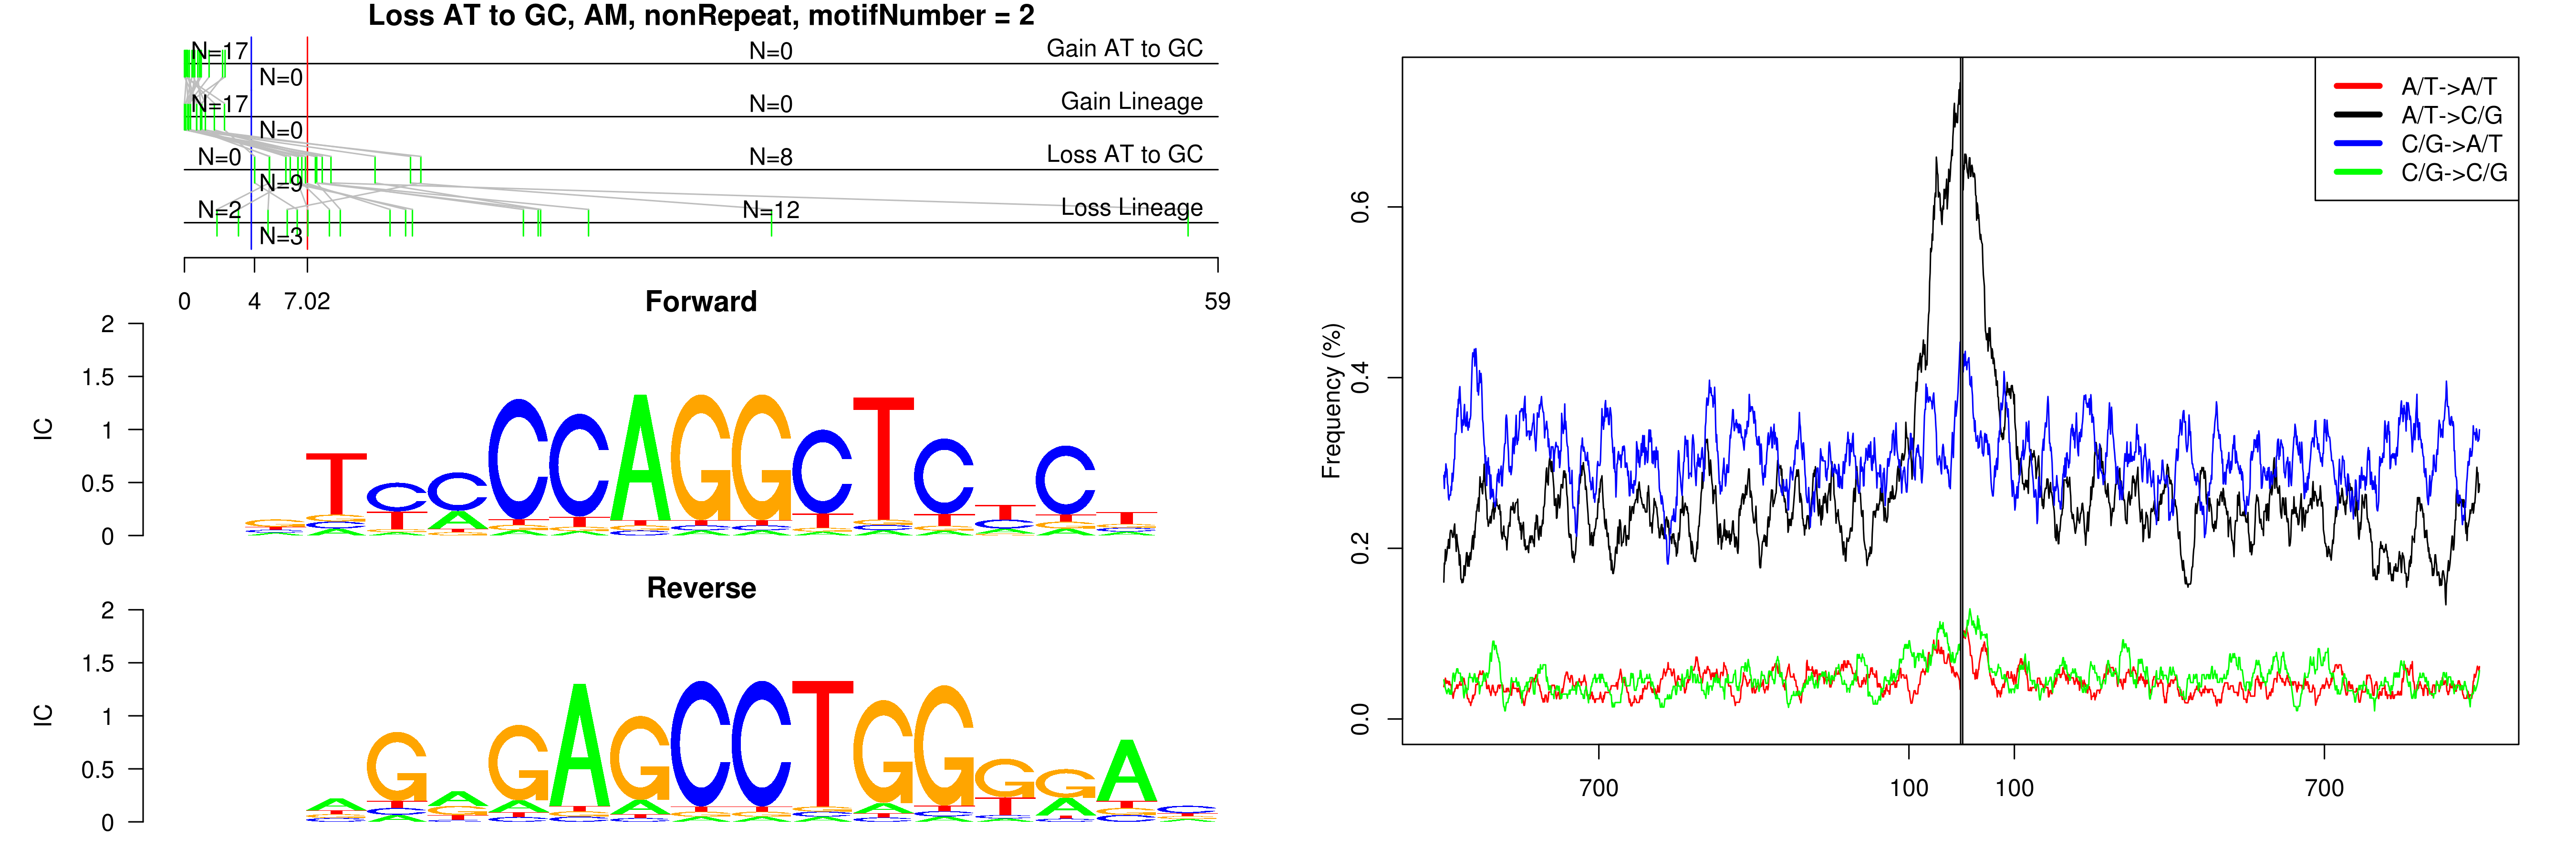 Loss AT to GC, AM, nonRepeat, motifNumber = 2
N=17 N=0 Gain AT to GC
N=0
N=17 N=0 Gain Lineage
N=0
N=0 N=8 Loss AT to GC
N=9
N=2 N=12 Loss Lineage
N=3
0 4 7.02 59
Forward
2
1.5
1
0.5
0
IC
T C C C C A G G C T C T C
Reverse
2
1.5
1
0.5
0
IC
A G A G A G C C T G G G G A
A/T->A/T
A/T->C/G
C/G->A/T
C/G->C/G
Frequency (%)
0.6
0.4
0.2
0.0
700 100 100 700